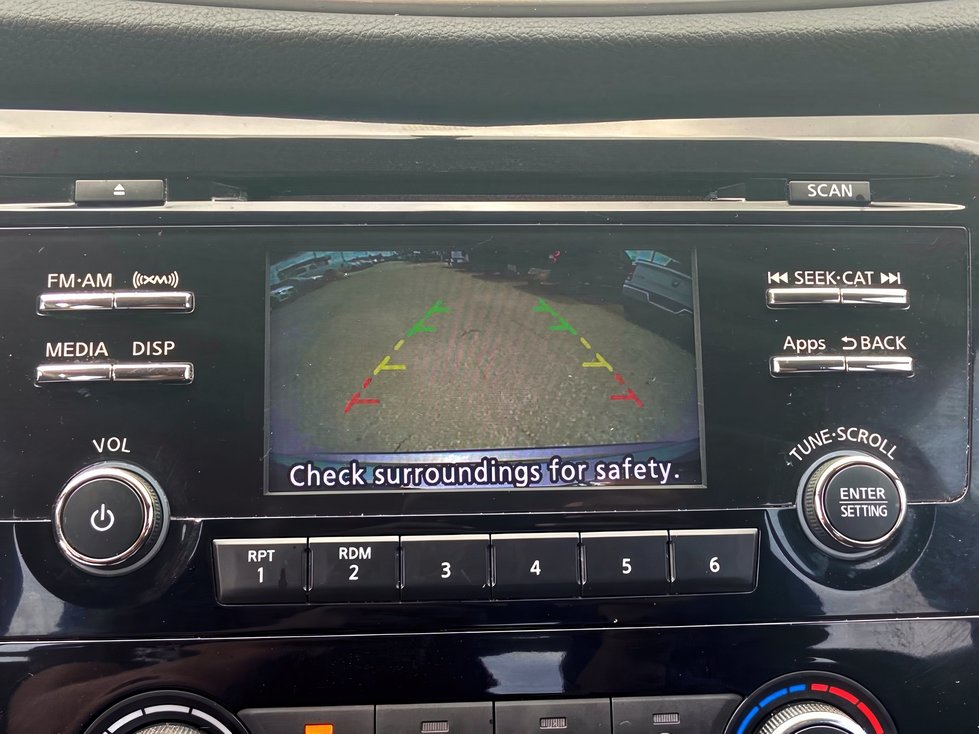 SCAN
FM·AM
((XM))
SEEK·CAT
MEDIA
DISP
Apps
BACK
Check surroundings for safety.
VOL
TUNE·SCROLL
ENTER
SETTING
RPT
1
RDM
2
3
4
5
6